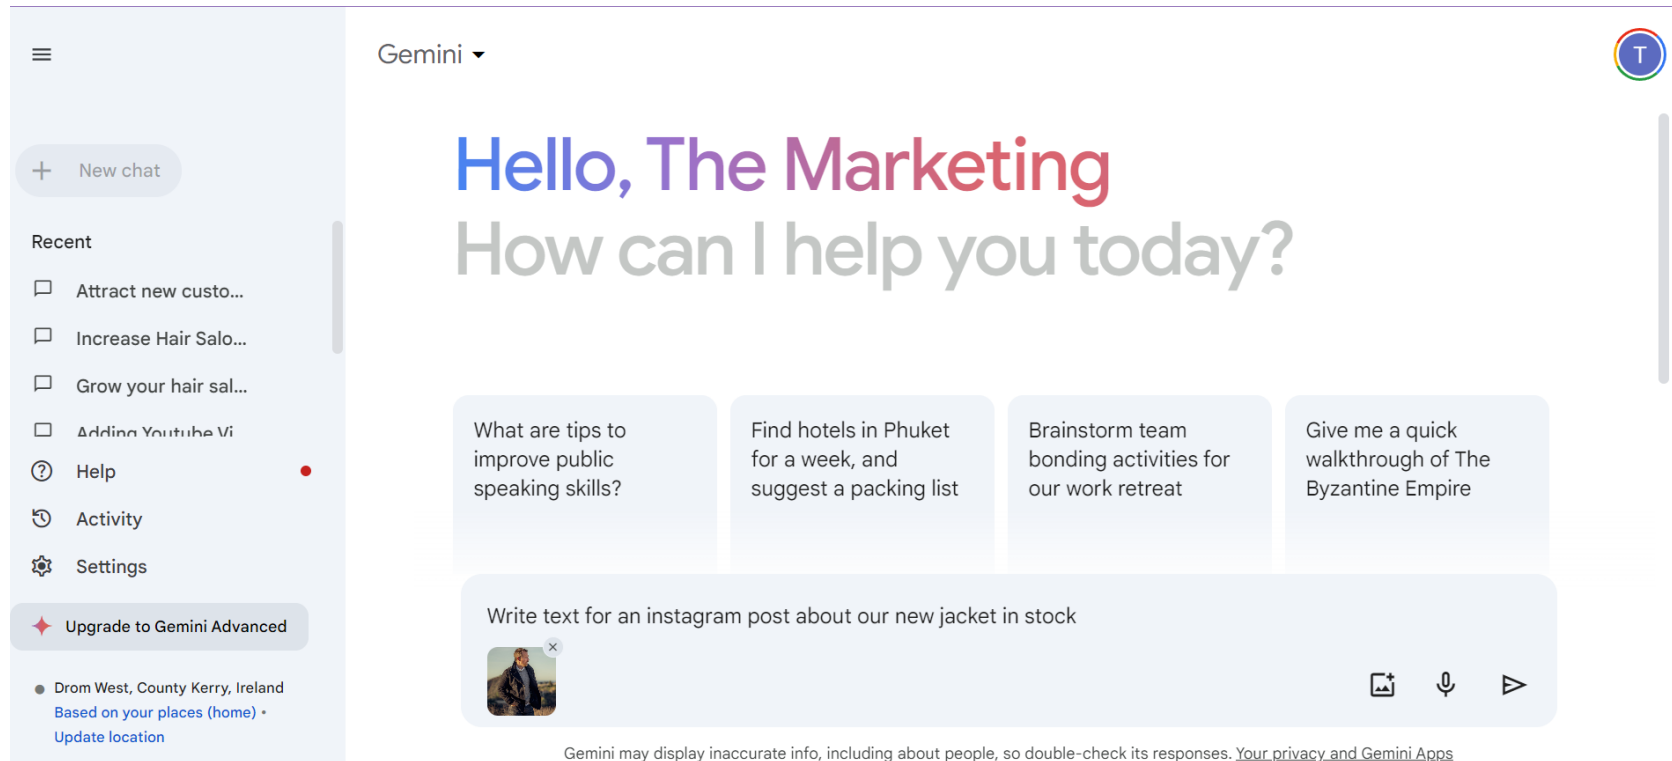 Gemini
T
New chat
Recent
Attract new custo...
Increase Hair Salo...
Grow your hair sal...
Adding Youtube Vi
Help
Activity
Settings
Upgrade to Gemini Advanced
Drom West, County Kerry, Ireland
Based on your places (home) •
Update location
Hello, The Marketing
How can I help you today?
What are tips to
improve public
speaking skills?
Find hotels in Phuket
for a week, and
suggest a packing list
Brainstorm team
bonding activities for
our work retreat
Give me a quick
walkthrough of The
Byzantine Empire
Write text for an instagram post about our new jacket in stock
Gemini may display inaccurate info, including about people, so double-check its responses. Your privacy and Gemini Apps